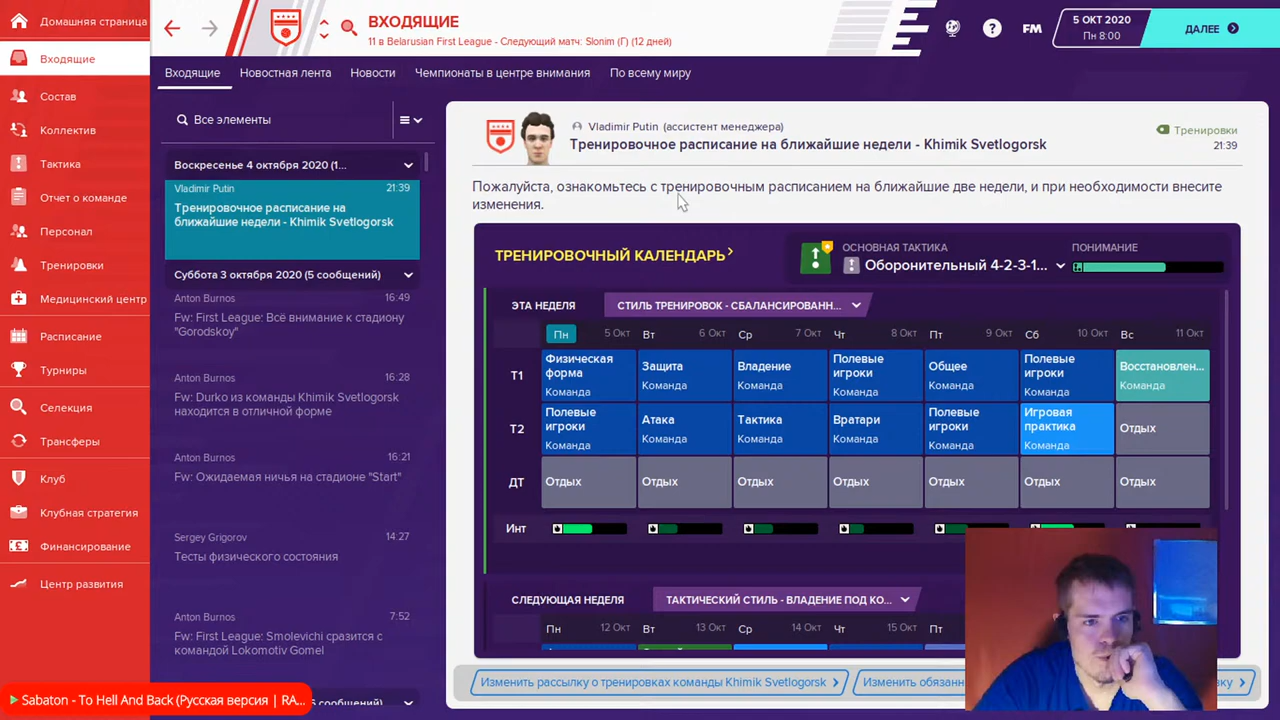 Домашняя страница
Входящие
Состав
Коллектив
Тактика
Отчет о команде
Персонал
Тренировки
Медицинский центр
Расписание
Турниры
Селекция
Трансферы
Клуб
Клубная стратегия
Финансирование
Центр развития
ВХОДЯЩИЕ
11 в Belarusian First League - Следующий матч: Slonim (Г) (12 дней)
?
FM
5 ОКТ 2020
Пн 8:00
ДАЛЕЕ
Входящие Новостная лента Новости Чемпионаты в центре внимания По всему миру
Все элементы
Воскресенье 4 октября 2020 (1...
Vladimir Putin 21:39
Тренировочное расписание на
ближайшие недели - Khimik Svetlogorsk
Суббота 3 октября 2020 (5 сообщений)
Anton Burnos 16:49
Fw: First League: Всё внимание к стадиону
"Gorodskoy"
Anton Burnos 16:28
Fw: Durko из команды Khimik Svetlogorsk
находится в отличной форме
Anton Burnos 16:21
Fw: Ожидаемая ничья на стадионе "Start"
Sergey Grigorov 14:27
Тесты физического состояния
Anton Burnos 7:52
Fw: First League: Smolevichi сразится с
командой Lokomotiv Gomel
сообщений)
Sabaton - To Hell And Back (Русская версия | RA...
Vladimir Putin (ассистент менеджера)
Тренировочное расписание на ближайшие недели - Khimik Svetlogorsk
Тренировки
21:39
Пожалуйста, ознакомьтесь с тренировочным расписанием на ближайшие две недели, и при необходимости внесите
изменения.
ТРЕНИРОВОЧНЫЙ КАЛЕНДАРЬ
ОСНОВНАЯ ТАКТИКА
Оборонительный 4-2-3-1...
ПОНИМАНИЕ
ЭТА НЕДЕЛЯ СТИЛЬ ТРЕНИРОВОК - СБАЛАНСИРОВАНН...
Пн 5 Окт Вт 6 Окт Ср 7 Окт Чт 8 Окт Пт 9 Окт Сб 10 Окт Вс 11 Окт
Т1 Физическая форма Команда Защита Команда Владение Команда Полевые игроки Команда Общее Команда Полевые игроки Команда Восстановлен... Команда
Т2 Полевые игроки Команда Атака Команда Тактика Команда Вратари Команда Полевые игроки Команда Игровая практика Команда Отдых
ДТ Отдых Отдых Отдых Отдых Отдых Отдых Отдых
Инт
СЛЕДУЮЩАЯ НЕДЕЛЯ ТАКТИЧЕСКИЙ СТИЛЬ - ВЛАДЕНИЕ ПОД КО...
Пн 12 Окт Вт 13 Окт Ср 14 Окт Чт 15 Окт Пт
Изменить рассылку о тренировках команды Khimik Svetlogorsk Изменить обязан